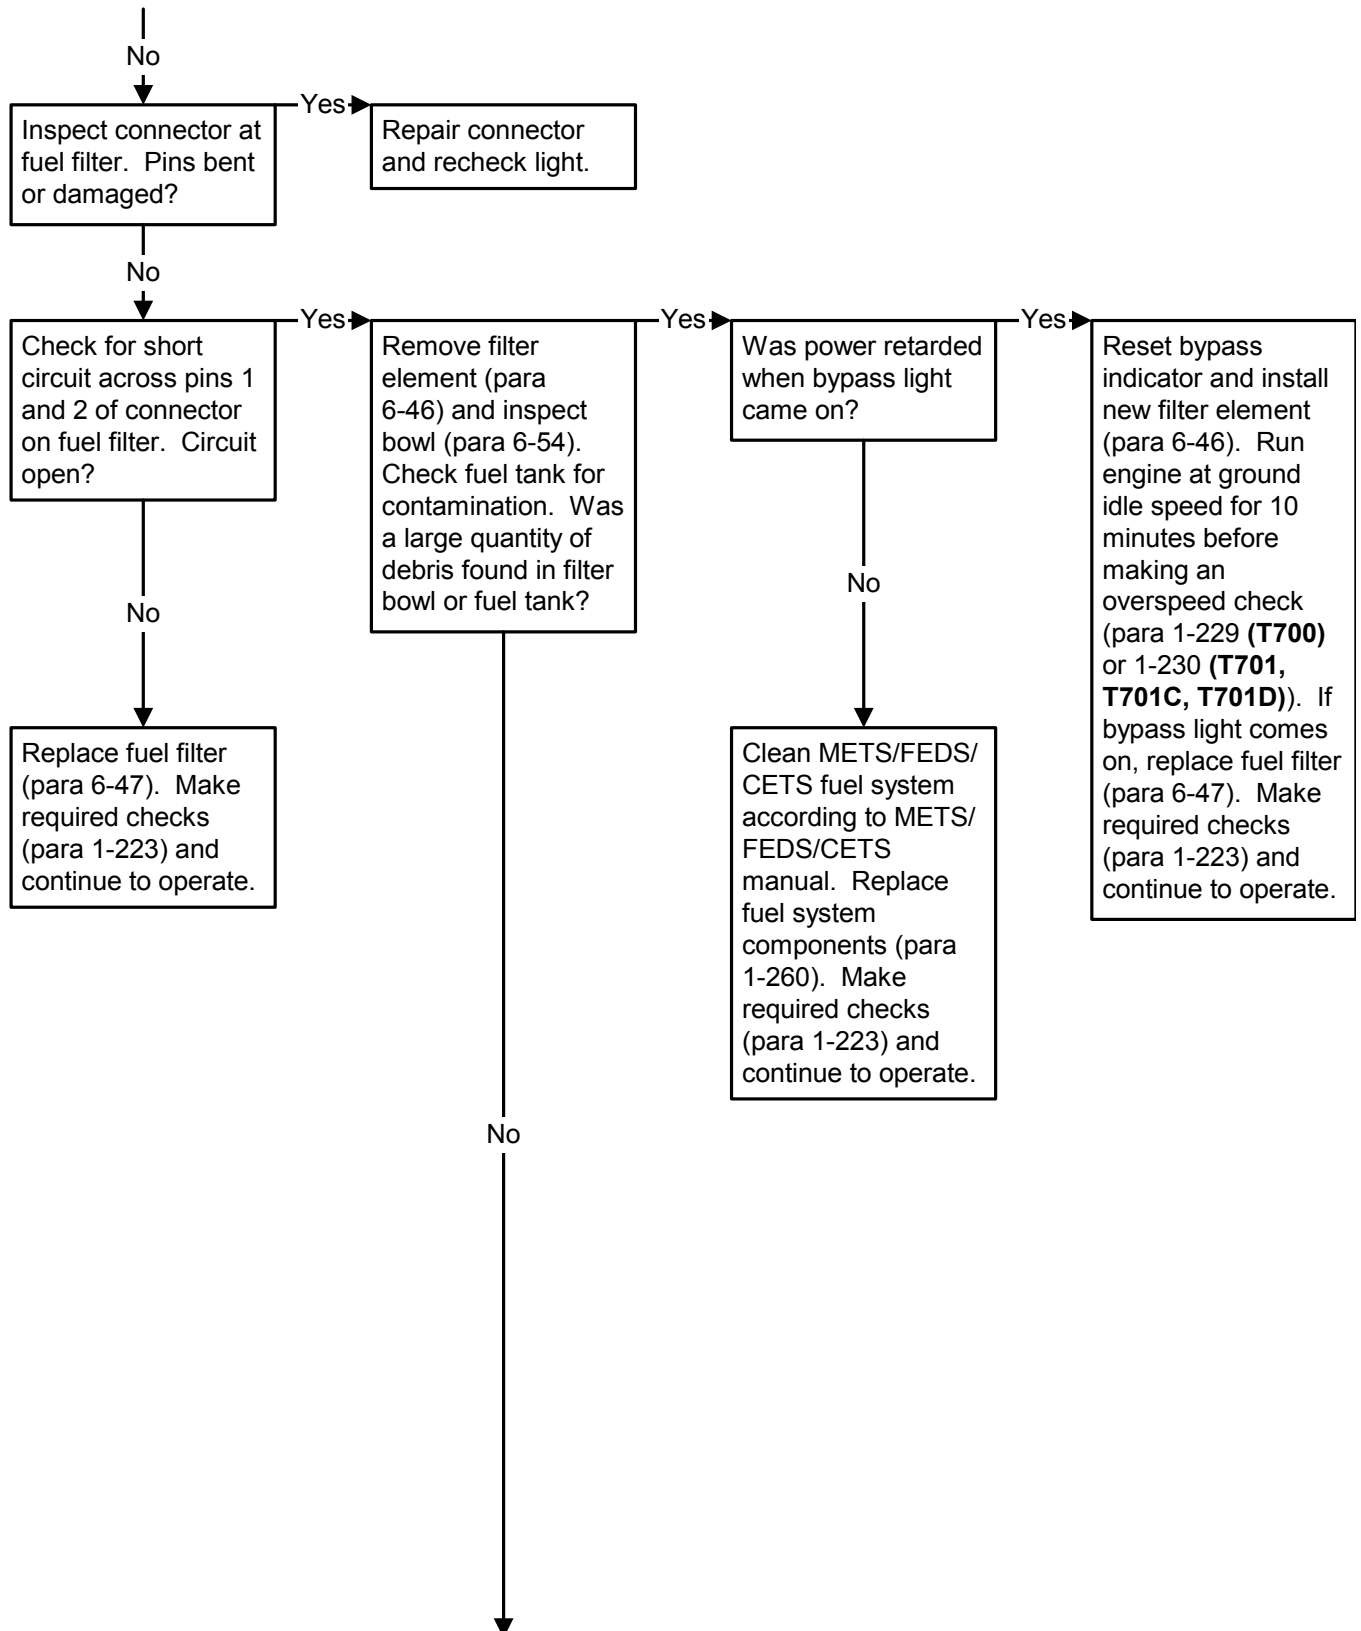 No
Inspect connector at
fuel filter.  Pins bent
or damaged?
Yes
Repair connector
and recheck light.
No
Check for short
circuit across pins 1
and 2 of connector
on fuel filter.  Circuit
open?
Yes
Remove filter
element (para
6-46) and inspect
bowl (para 6-54).
Check fuel tank for
contamination.  Was
a large quantity of
debris found in filter
bowl or fuel tank?
Yes
Was power retarded
when bypass light
came on?
Yes
Reset bypass
indicator and install
new filter element
(para 6-46).  Run
engine at ground
idle speed for 10
minutes before
making an
overspeed check
(para 1-229 (T700)
or 1-230 (T701,
T701C, T701D)).  If
bypass light comes
on, replace fuel filter
(para 6-47).  Make
required checks
(para 1-223) and
continue to operate.
No
Replace fuel filter
(para 6-47).  Make
required checks
(para 1-223) and
continue to operate.
No
Clean METS/FEDS/
CETS fuel system
according to METS/
FEDS/CETS
manual.  Replace
fuel system
components (para
1-260).  Make
required checks
(para 1-223) and
continue to operate.
No